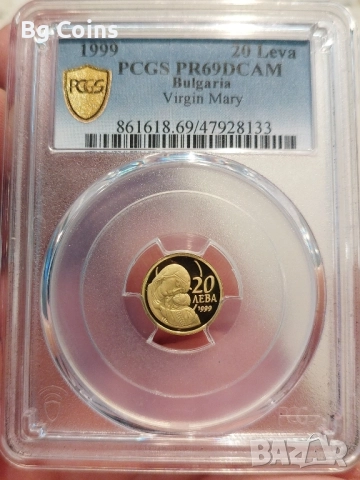 Bg Coins
1999 20 Leva
PCGS PR69DCAM
Bulgaria
Virgin Mary
861618.69/47928133
PCGS
20
ЛЕВА
1999
BAZAR